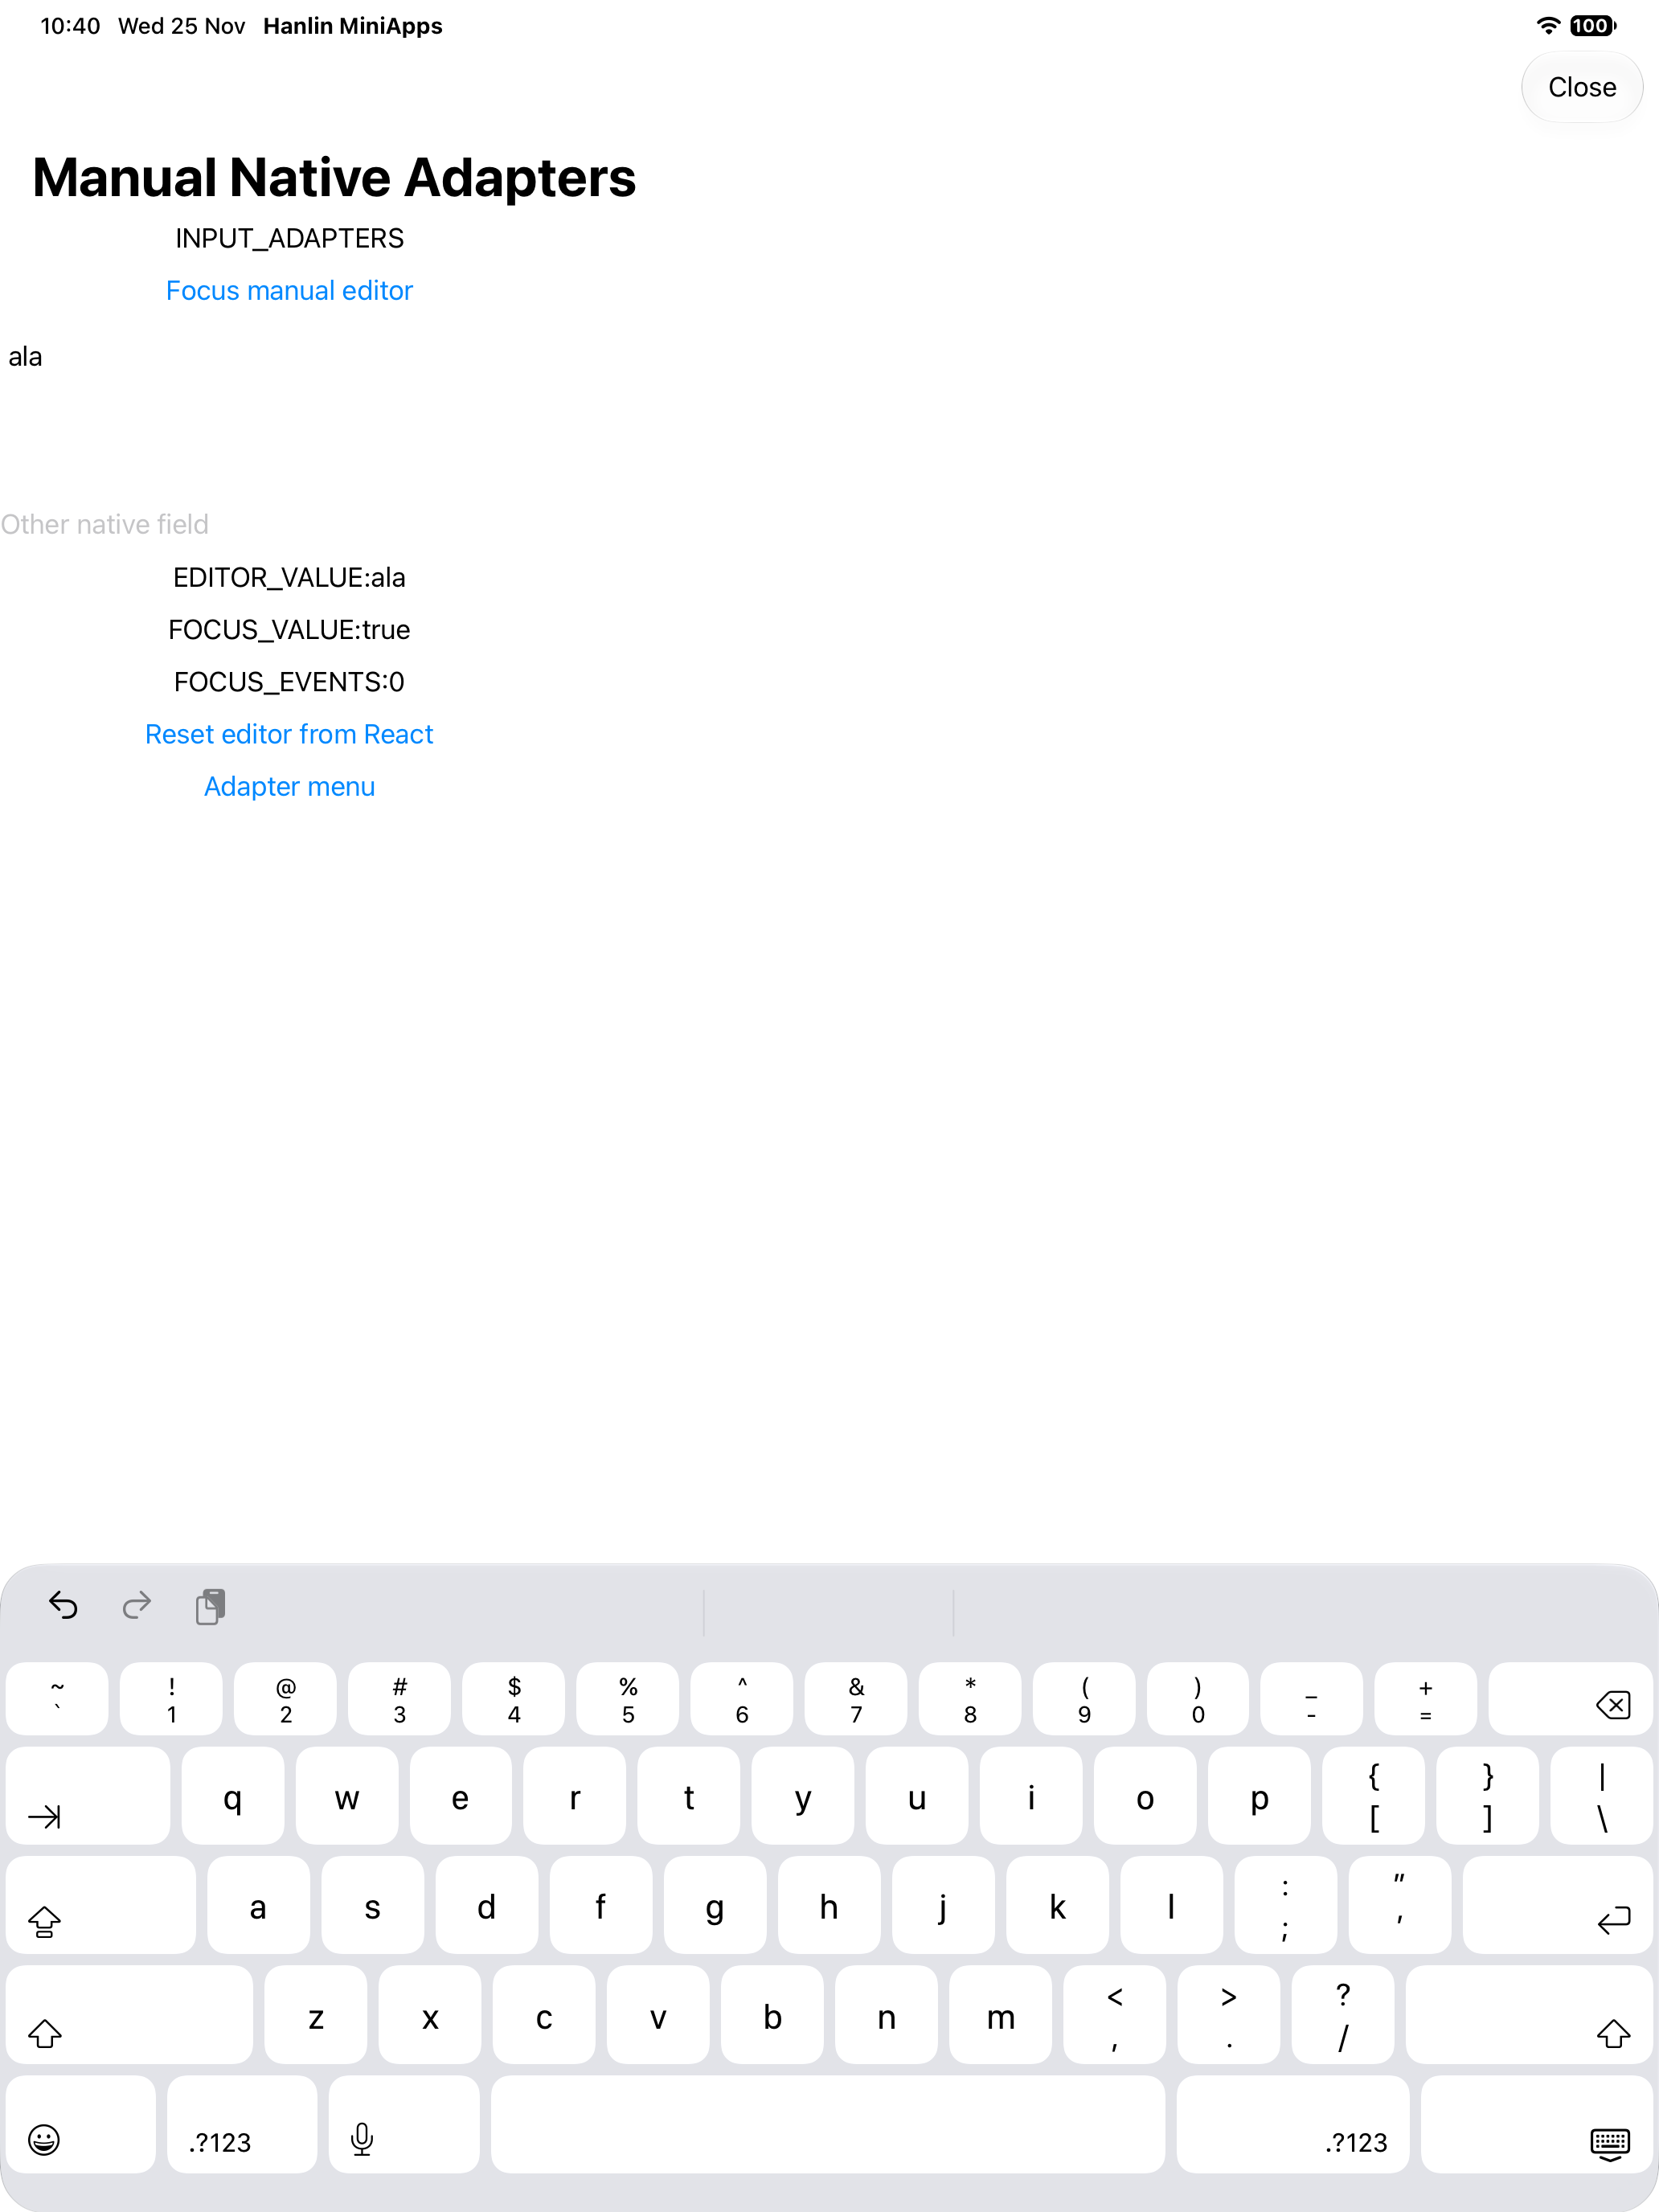 10:40 Wed 25 Nov Hanlin MiniApps 100
Close
Manual Native Adapters
INPUT_ADAPTERS
Focus manual editor
ala
Other native field
EDITOR_VALUE:ala
FOCUS_VALUE:true
FOCUS_EVENTS:0
Reset editor from React
Adapter menu
~ ! @ # $ % ^ & * ( ) _ +
` 1 2 3 4 5 6 7 8 9 0 - =
q w e r t y u i o p { } |
[ ] \
a s d f g h j k l : "
; '
z x c v b n m < > ?
, . /
.?123 .?123